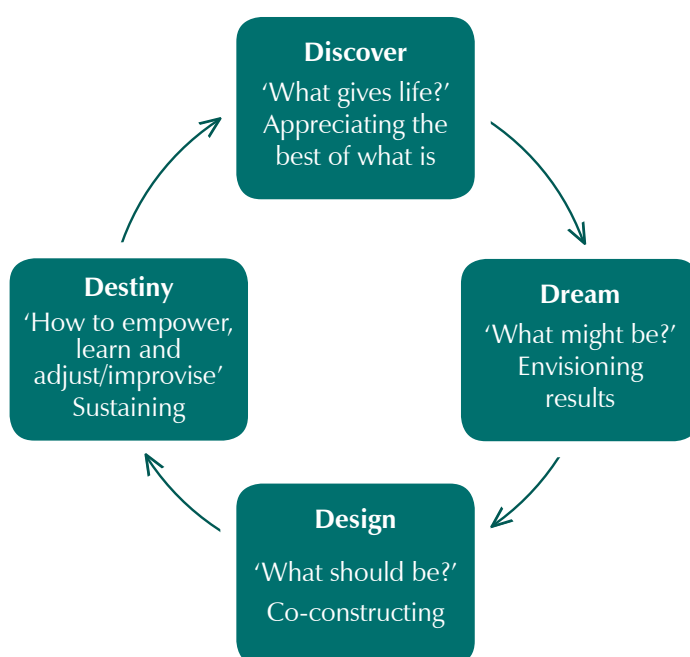 Discover
‘What gives life?’
Appreciating the
best of what is
Dream
‘What might be?’
Envisioning
results
Design
‘What should be?’
Co-constructing
Destiny
‘How to empower,
learn and
adjust/improvise’
Sustaining